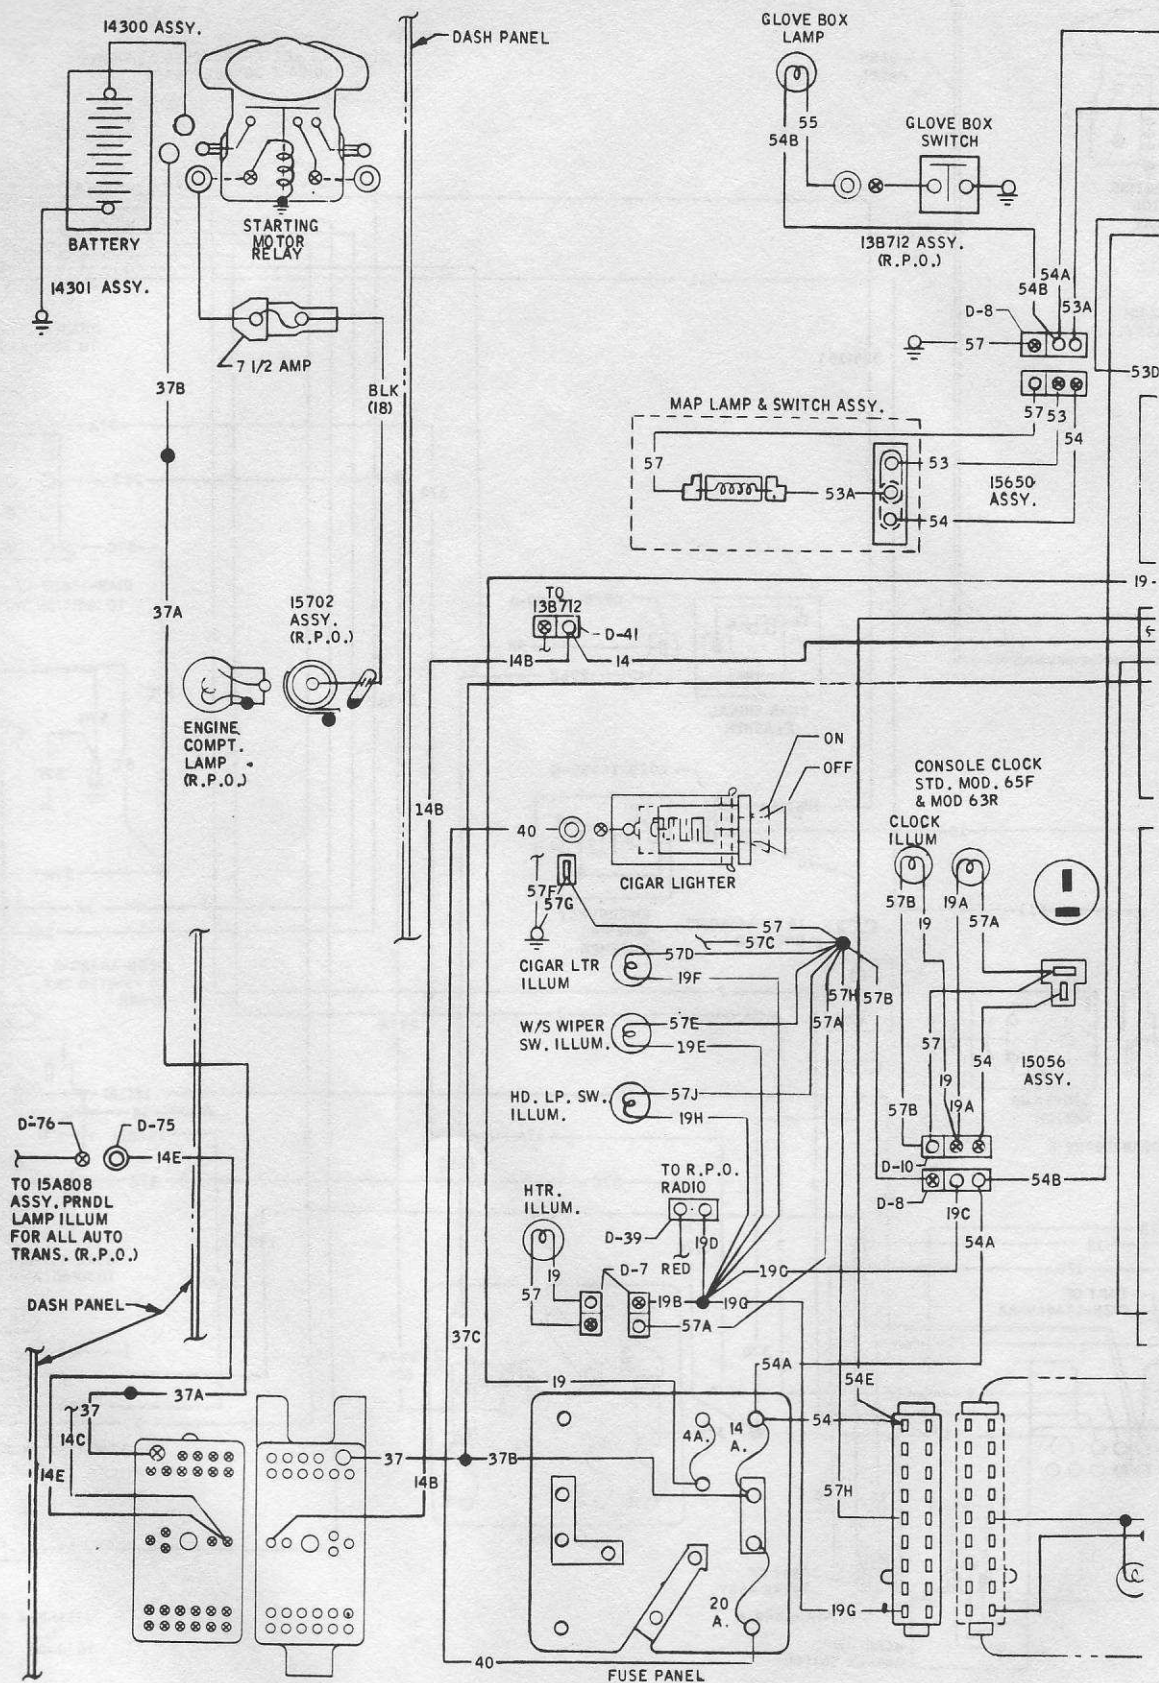 14300 ASSY.
DASH PANEL
GLOVE BOX
LAMP
55
54B
GLOVE BOX
SWITCH
BATTERY
STARTING
MOTOR
RELAY
14301 ASSY.
13B712 ASSY.
(R.P.O.)
54A
54B
53A
D-8
57
7 1/2 AMP
37B
BLK
(18)
53D
MAP LAMP & SWITCH ASSY.
57
53
54
57
53
53A
15650
ASSY.
54
19
37A
15702
ASSY.
(R.P.O.)
TO
13B712
D-41
14B
14
ENGINE
COMPT.
LAMP
(R.P.O.)
ON
OFF
CONSOLE CLOCK
STD. MOD. 65F
& MOD 63R
CLOCK
ILLUM
14B
40
CIGAR LIGHTER
57F
57G
57B
19
19A
57A
57
57C
CIGAR LTR
ILLUM
57D
19F
57H
57B
57A
W/S WIPER
SW. ILLUM.
57E
19E
57
54
19
15056
ASSY.
HD. LP. SW.
ILLUM.
57J
19H
57B
19A
D-76
D-75
14E
D-10
TO 15A808
ASSY. PRNDL
LAMP ILLUM
FOR ALL AUTO
TRANS. (R.P.O.)
TO R.P.O.
RADIO
HTR.
ILLUM.
54B
D-8
19C
54A
D-39
19D
RED
19
D-7
57
19G
DASH PANEL
19B
19G
57A
37C
54A
54E
19
37A
37
14C
14E
4A.
14
A.
54
37
37B
14B
57H
20
A.
19G
40
FUSE PANEL